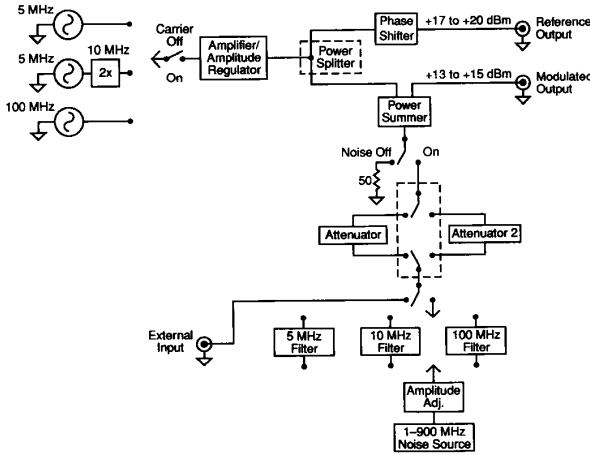 5 MHz
Carrier
Off
On
Amplifier/
Amplitude
Regulator
Power
Splitter
Phase
Shifter
+17 to +20 dBm
Reference
Output
5 MHz
10 MHz
2x
+13 to +15 dBm
Modulated
Output
100 MHz
Power
Summer
Noise Off
On
50
Attenuator
Attenuator 2
External
Input
5 MHz
Filter
10 MHz
Filter
100 MHz
Filter
Amplitude
Adj.
1–900 MHz
Noise Source